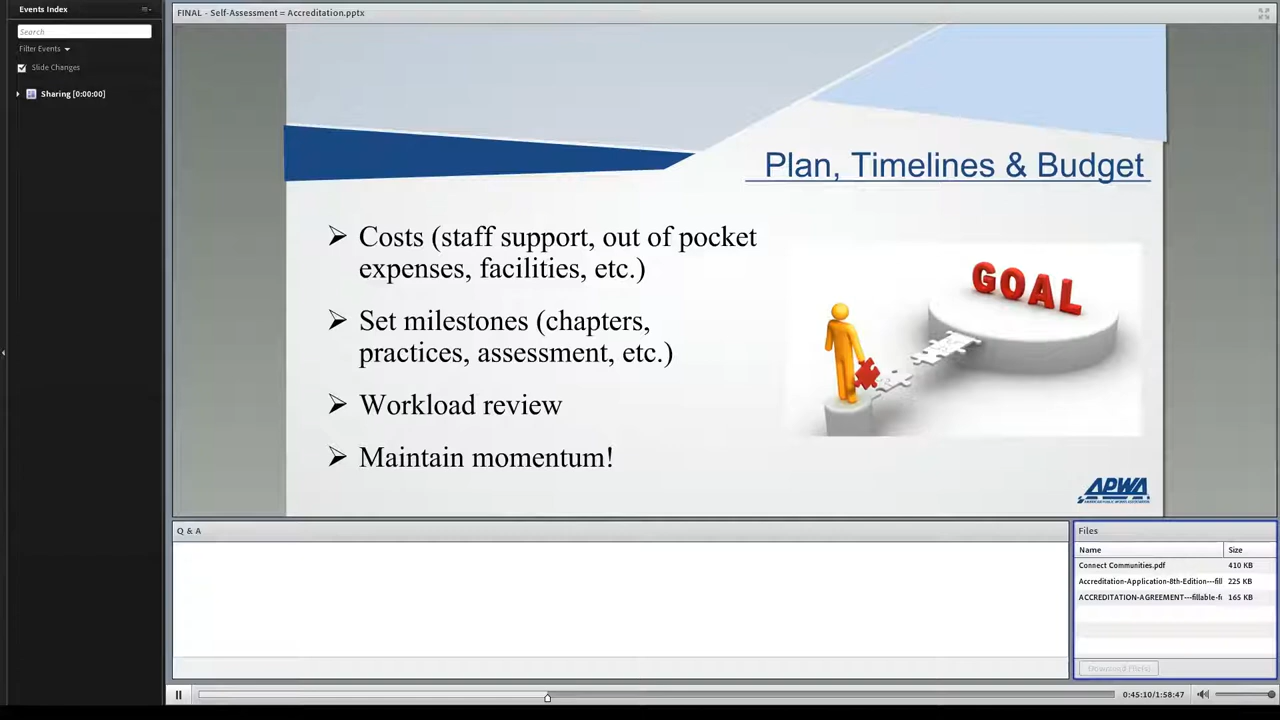 Events Index
FINAL - Self-Assessment = Accreditation.pptx
Search
Filter Events
Slide Changes
Sharing [0:00:00]
Plan, Timelines & Budget
Costs (staff support, out of pocket
expenses, facilities, etc.)
Set milestones (chapters,
practices, assessment, etc.)
Workload review
Maintain momentum!
GOAL
APWA
Q & A
Files
Name Size
Connect Communities.pdf 410 KB
Accreditation-Application-8th-Edition---fill 225 KB
ACCREDITATION-AGREEMENT---fillable-f 165 KB
Download File(s)
0:45:10/1:58:47